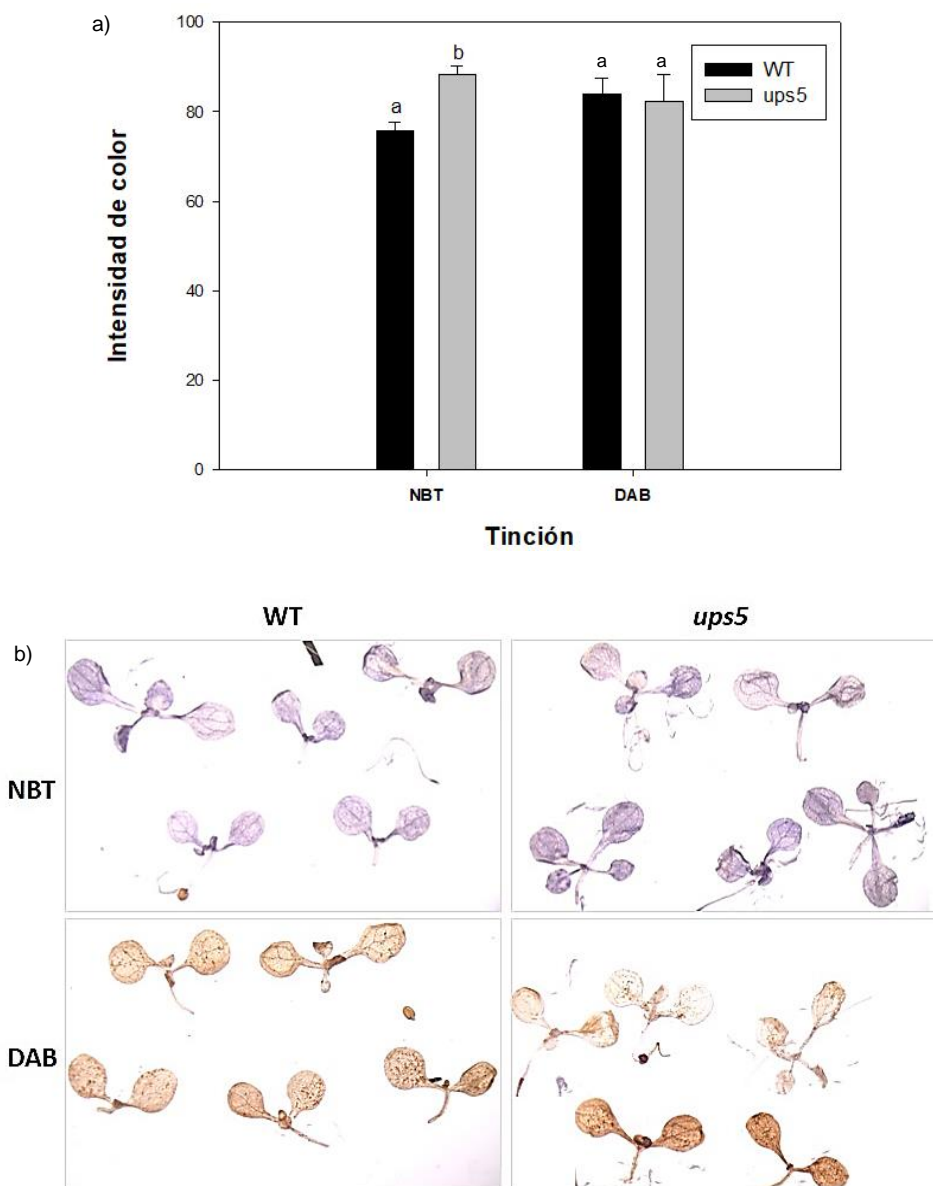 a)
100
80
60
40
20
0
Intensidad de color
a
b
a
a
WT
ups5
NBT
DAB
Tinción
WT
ups5
b)
NBT
DAB